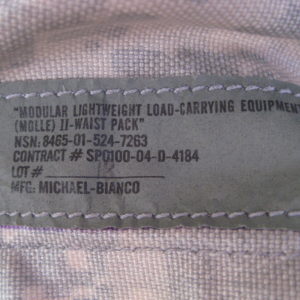 "MODULAR LIGHTWEIGHT LOAD-CARRYING EQUIPMENT
(MOLLE) II-WAIST PACK"
NSN: 8465-01-524-7263
CONTRACT # SPO100-04-D-4184
LOT #
MFG: MICHAEL-BIANCO